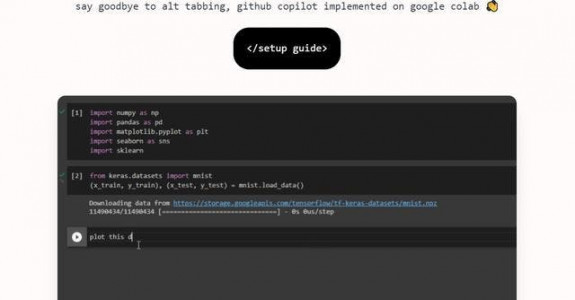 say goodbye to alt tabbing, github copilot implemented on google colab 👏
</setup guide>
[1] import numpy as np
import pandas as pd
import matplotlib.pyplot as plt
import seaborn as sns
import sklearn
[2] from keras.datasets import mnist
(x_train, y_train), (x_test, y_test) = mnist.load_data()
Downloading data from https://storage.googleapis.com/tensorflow/tf-keras-datasets/mnist.npz
11490434/11490434 [==============================] - 0s 0us/step
plot this d